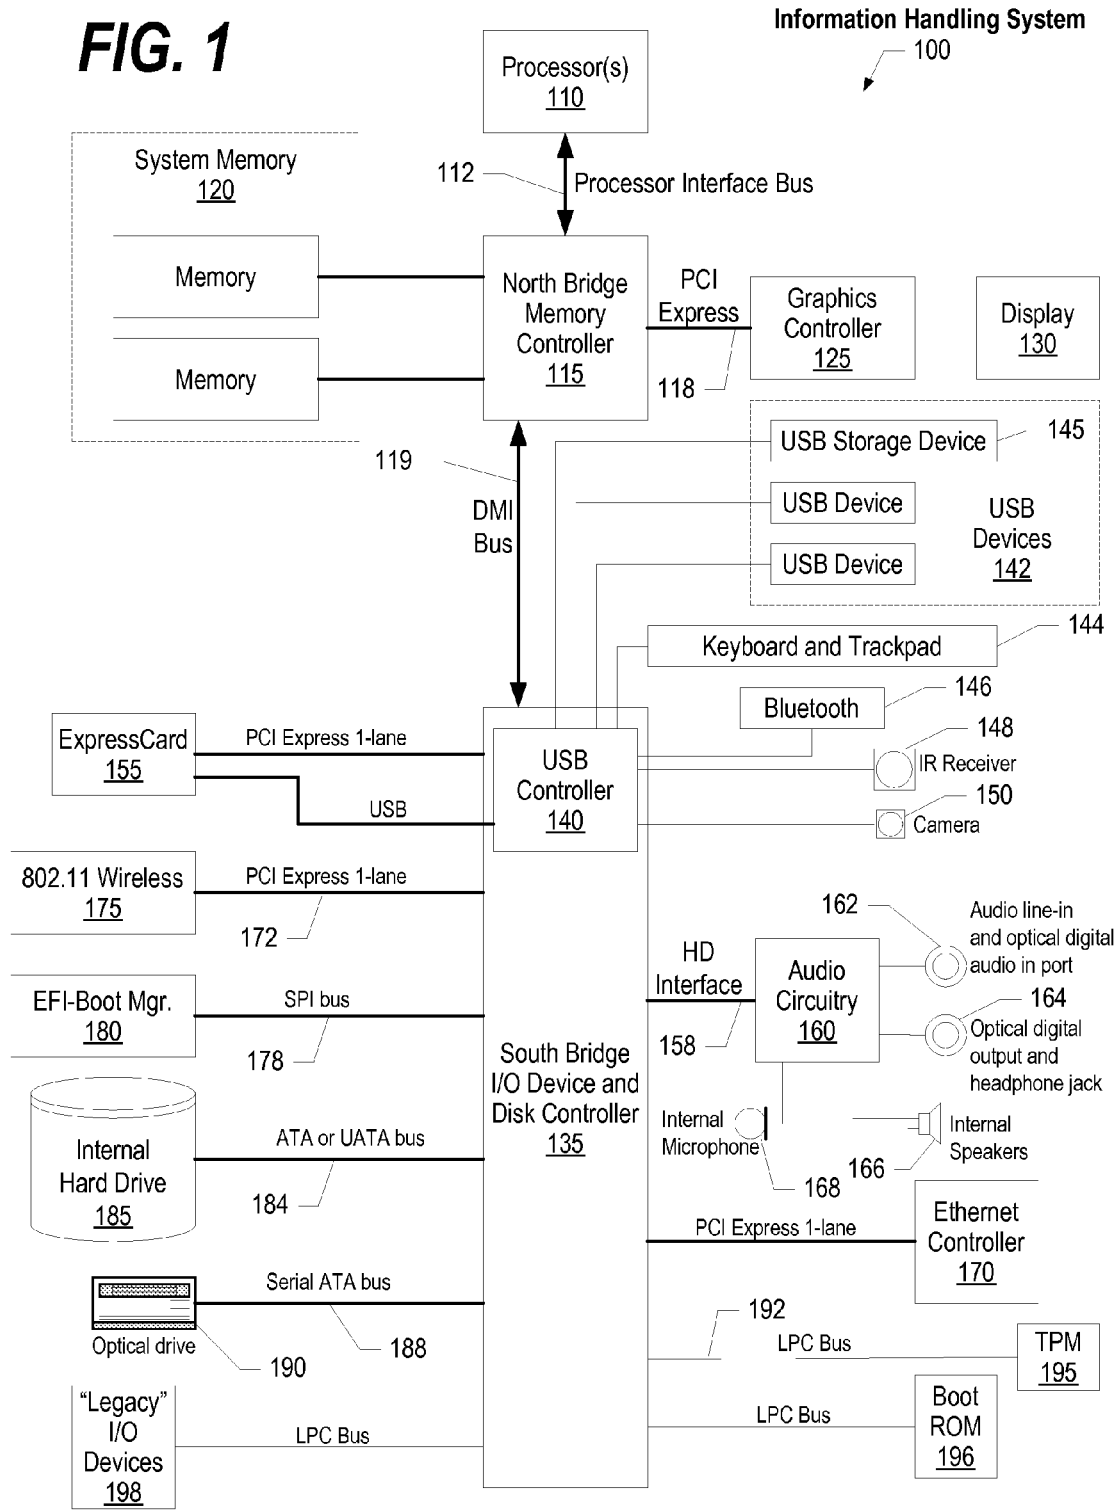 FIG. 1
Information Handling System
100
Processor(s)
110
System Memory
120
112
Processor Interface Bus
Memory
Memory
North Bridge
Memory
Controller
115
PCI
Express
118
Graphics
Controller
125
Display
130
119
DMI
Bus
USB Storage Device
145
USB Device
USB Device
USB
Devices
142
Keyboard and Trackpad
144
Bluetooth
146
148
IR Receiver
150
Camera
ExpressCard
155
PCI Express 1-lane
USB
USB
Controller
140
802.11 Wireless
175
PCI Express 1-lane
172
EFI-Boot Mgr.
180
SPI bus
178
South Bridge
I/O Device and
Disk Controller
135
HD
Interface
158
Audio
Circuitry
160
162
Audio line-in
and optical digital
audio in port
164
Optical digital
output and
headphone jack
Internal
Microphone
168
Internal
Speakers
166
Internal
Hard Drive
185
ATA or UATA bus
184
PCI Express 1-lane
Ethernet
Controller
170
Serial ATA bus
188
Optical drive
190
192
LPC Bus
TPM
195
"Legacy"
I/O
Devices
198
LPC Bus
LPC Bus
Boot
ROM
196